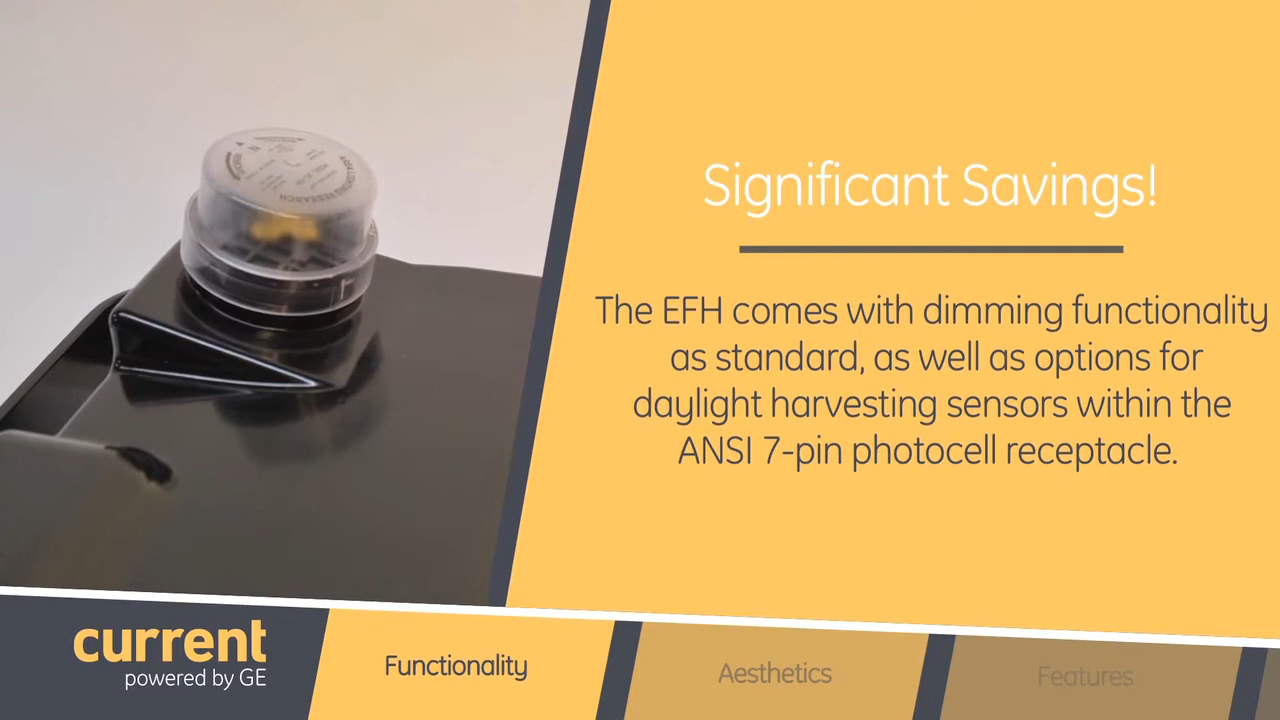 Significant Savings!
The EFH comes with dimming functionality
as standard, as well as options for
daylight harvesting sensors within the
ANSI 7-pin photocell receptacle.
current
powered by GE
Functionality
Aesthetics
Features